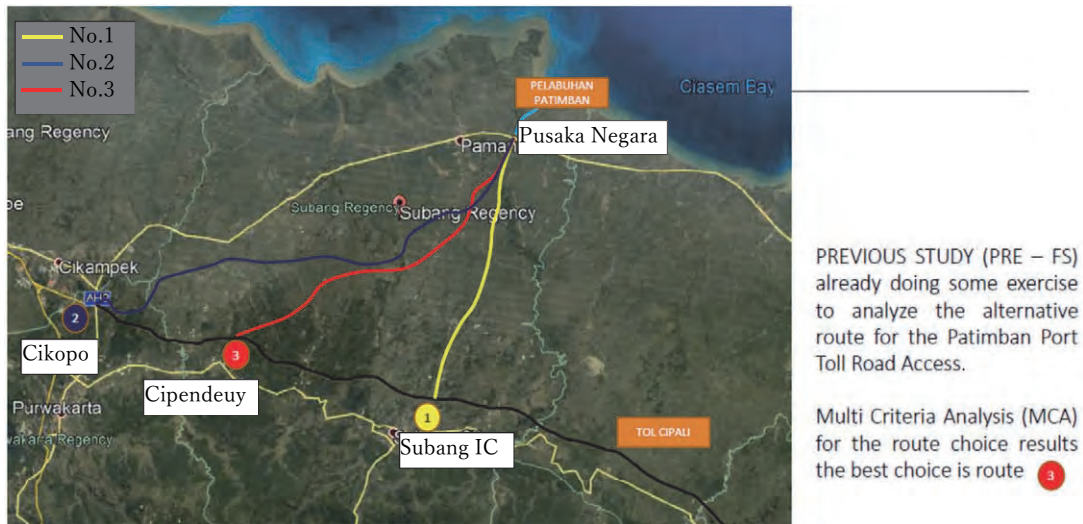 No.1
No.2
No.3
PELABUHAN
PATIMBAN
Ciasem Bay
ang Regency
Paman
Pusaka Negara
Subang Regency
Subang Regency
Cikampek
AH2
2
Cikopo
3
Cipendeuy
Purwakarta
1
Subang IC
TOL CIPALI
PREVIOUS STUDY (PRE – FS)
already doing some exercise
to analyze the alternative
route for the Patimban Port
Toll Road Access.
Multi Criteria Analysis (MCA)
for the route choice results
the best choice is route 3